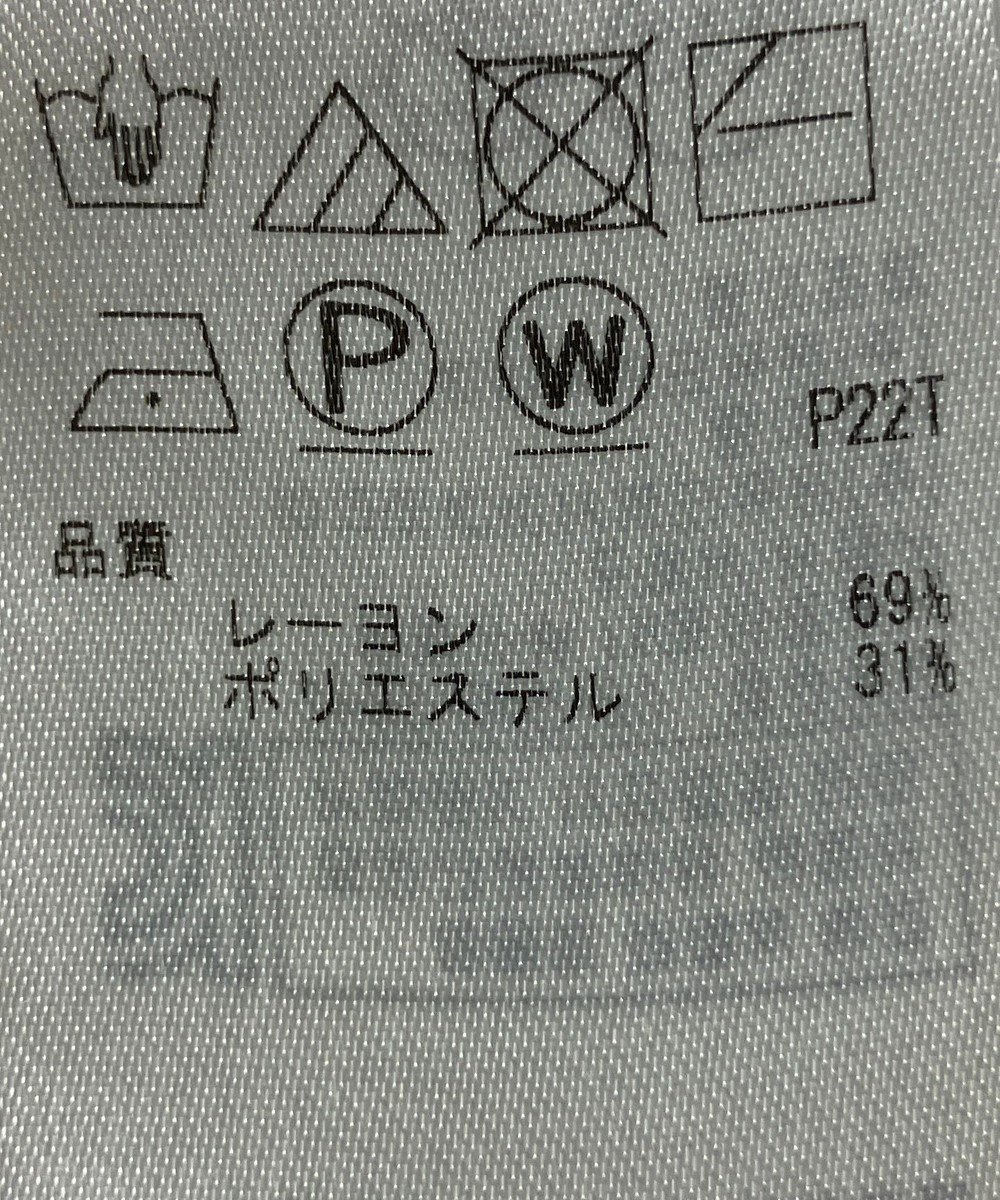 P W
P22T
品質
レーヨン 69%
ポリエステル 31%